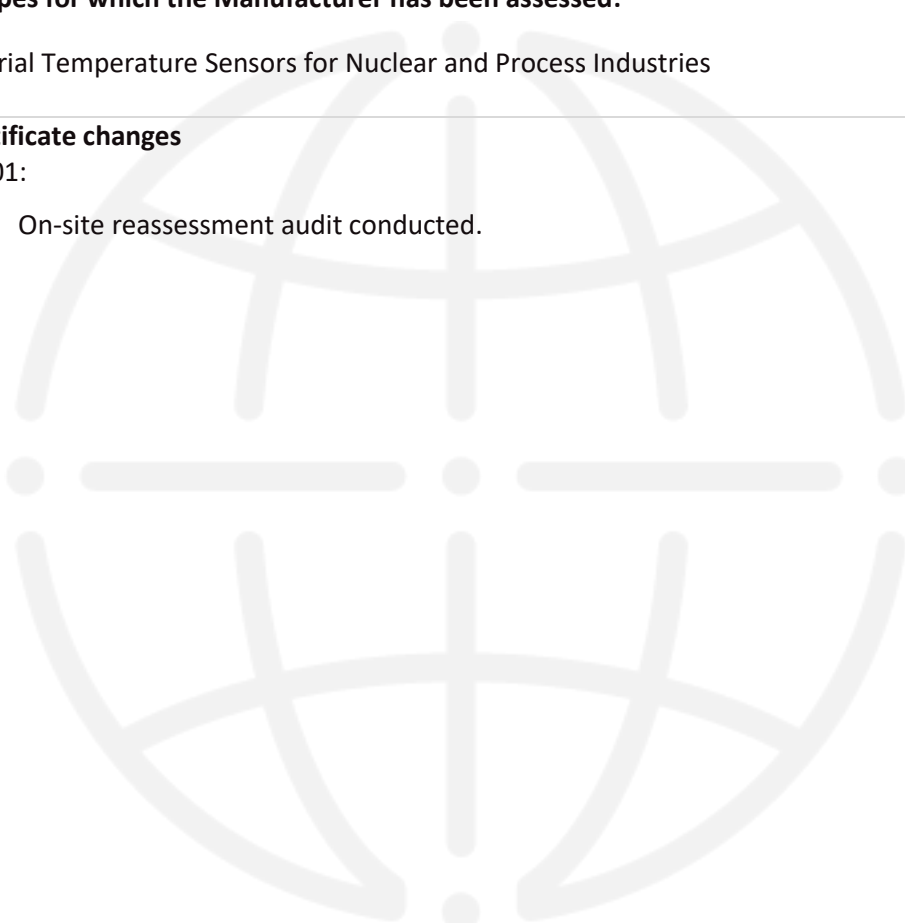 pes for which the Manufacturer has been assessed:
rial Temperature Sensors for Nuclear and Process Industries
tificate changes
01:
On-site reassessment audit conducted.